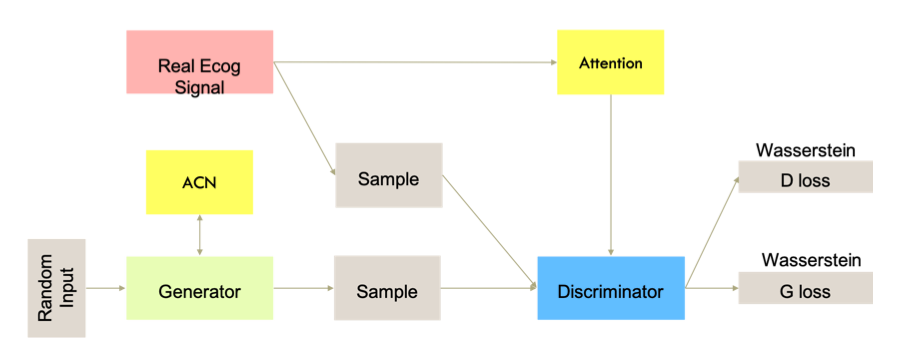 Real Ecog
Signal
Attention
Sample
Wasserstein
D loss
ACN
Random
Input
Generator
Sample
Discriminator
Wasserstein
G loss